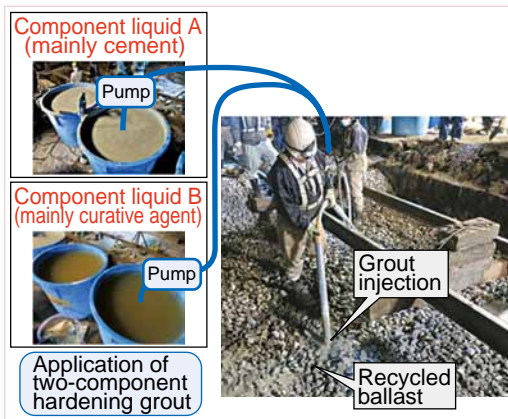 Component liquid A
(mainly cement)
Pump
Component liquid B
(mainly curative agent)
Pump
Application of
two-component
hardening grout
Grout
injection
Recycled
ballast